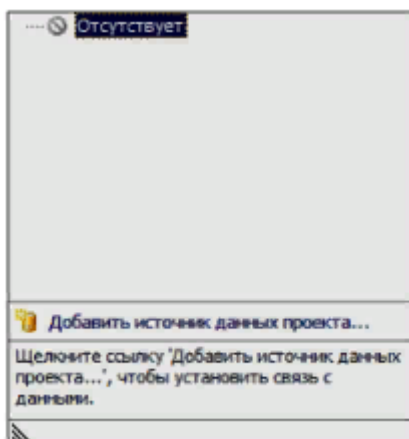 Отсутствует
Добавить источник данных проекта...
Щелкните ссылку 'Добавить источник данных
проекта...', чтобы установить связь с
данными.